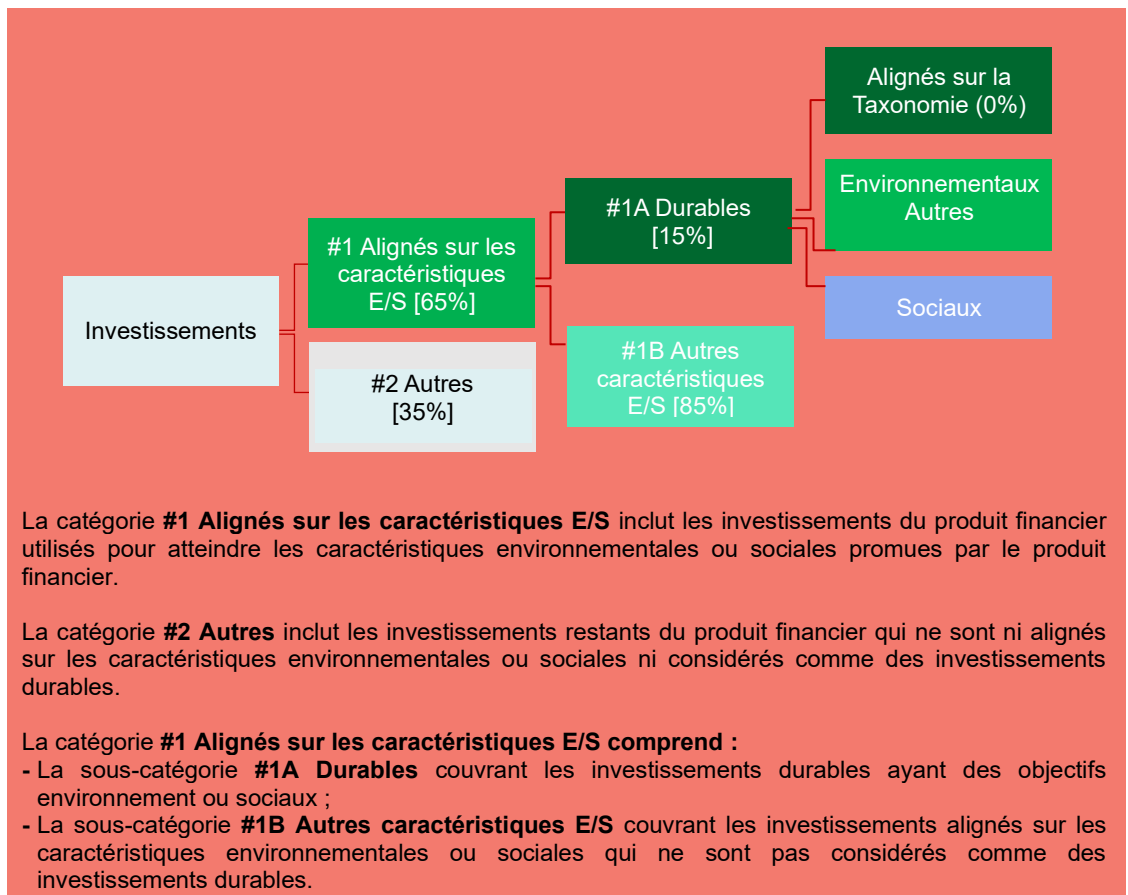 Alignés sur la
Taxonomie (0%)
Environnementaux
Autres
#1A Durables
[15%]
#1 Alignés sur les
caractéristiques
E/S [65%]
Sociaux
Investissements
#1B Autres
caractéristiques
E/S [85%]
#2 Autres
[35%]
La catégorie #1 Alignés sur les caractéristiques E/S inclut les investissements du produit financier
utilisés pour atteindre les caractéristiques environnementales ou sociales promues par le produit
financier.
La catégorie #2 Autres inclut les investissements restants du produit financier qui ne sont ni alignés
sur les caractéristiques environnementales ou sociales ni considérés comme des investissements
durables.
La catégorie #1 Alignés sur les caractéristiques E/S comprend :
- La sous-catégorie #1A Durables couvrant les investissements durables ayant des objectifs
environnement ou sociaux ;
- La sous-catégorie #1B Autres caractéristiques E/S couvrant les investissements alignés sur les
caractéristiques environnementales ou sociales qui ne sont pas considérés comme des
investissements durables.